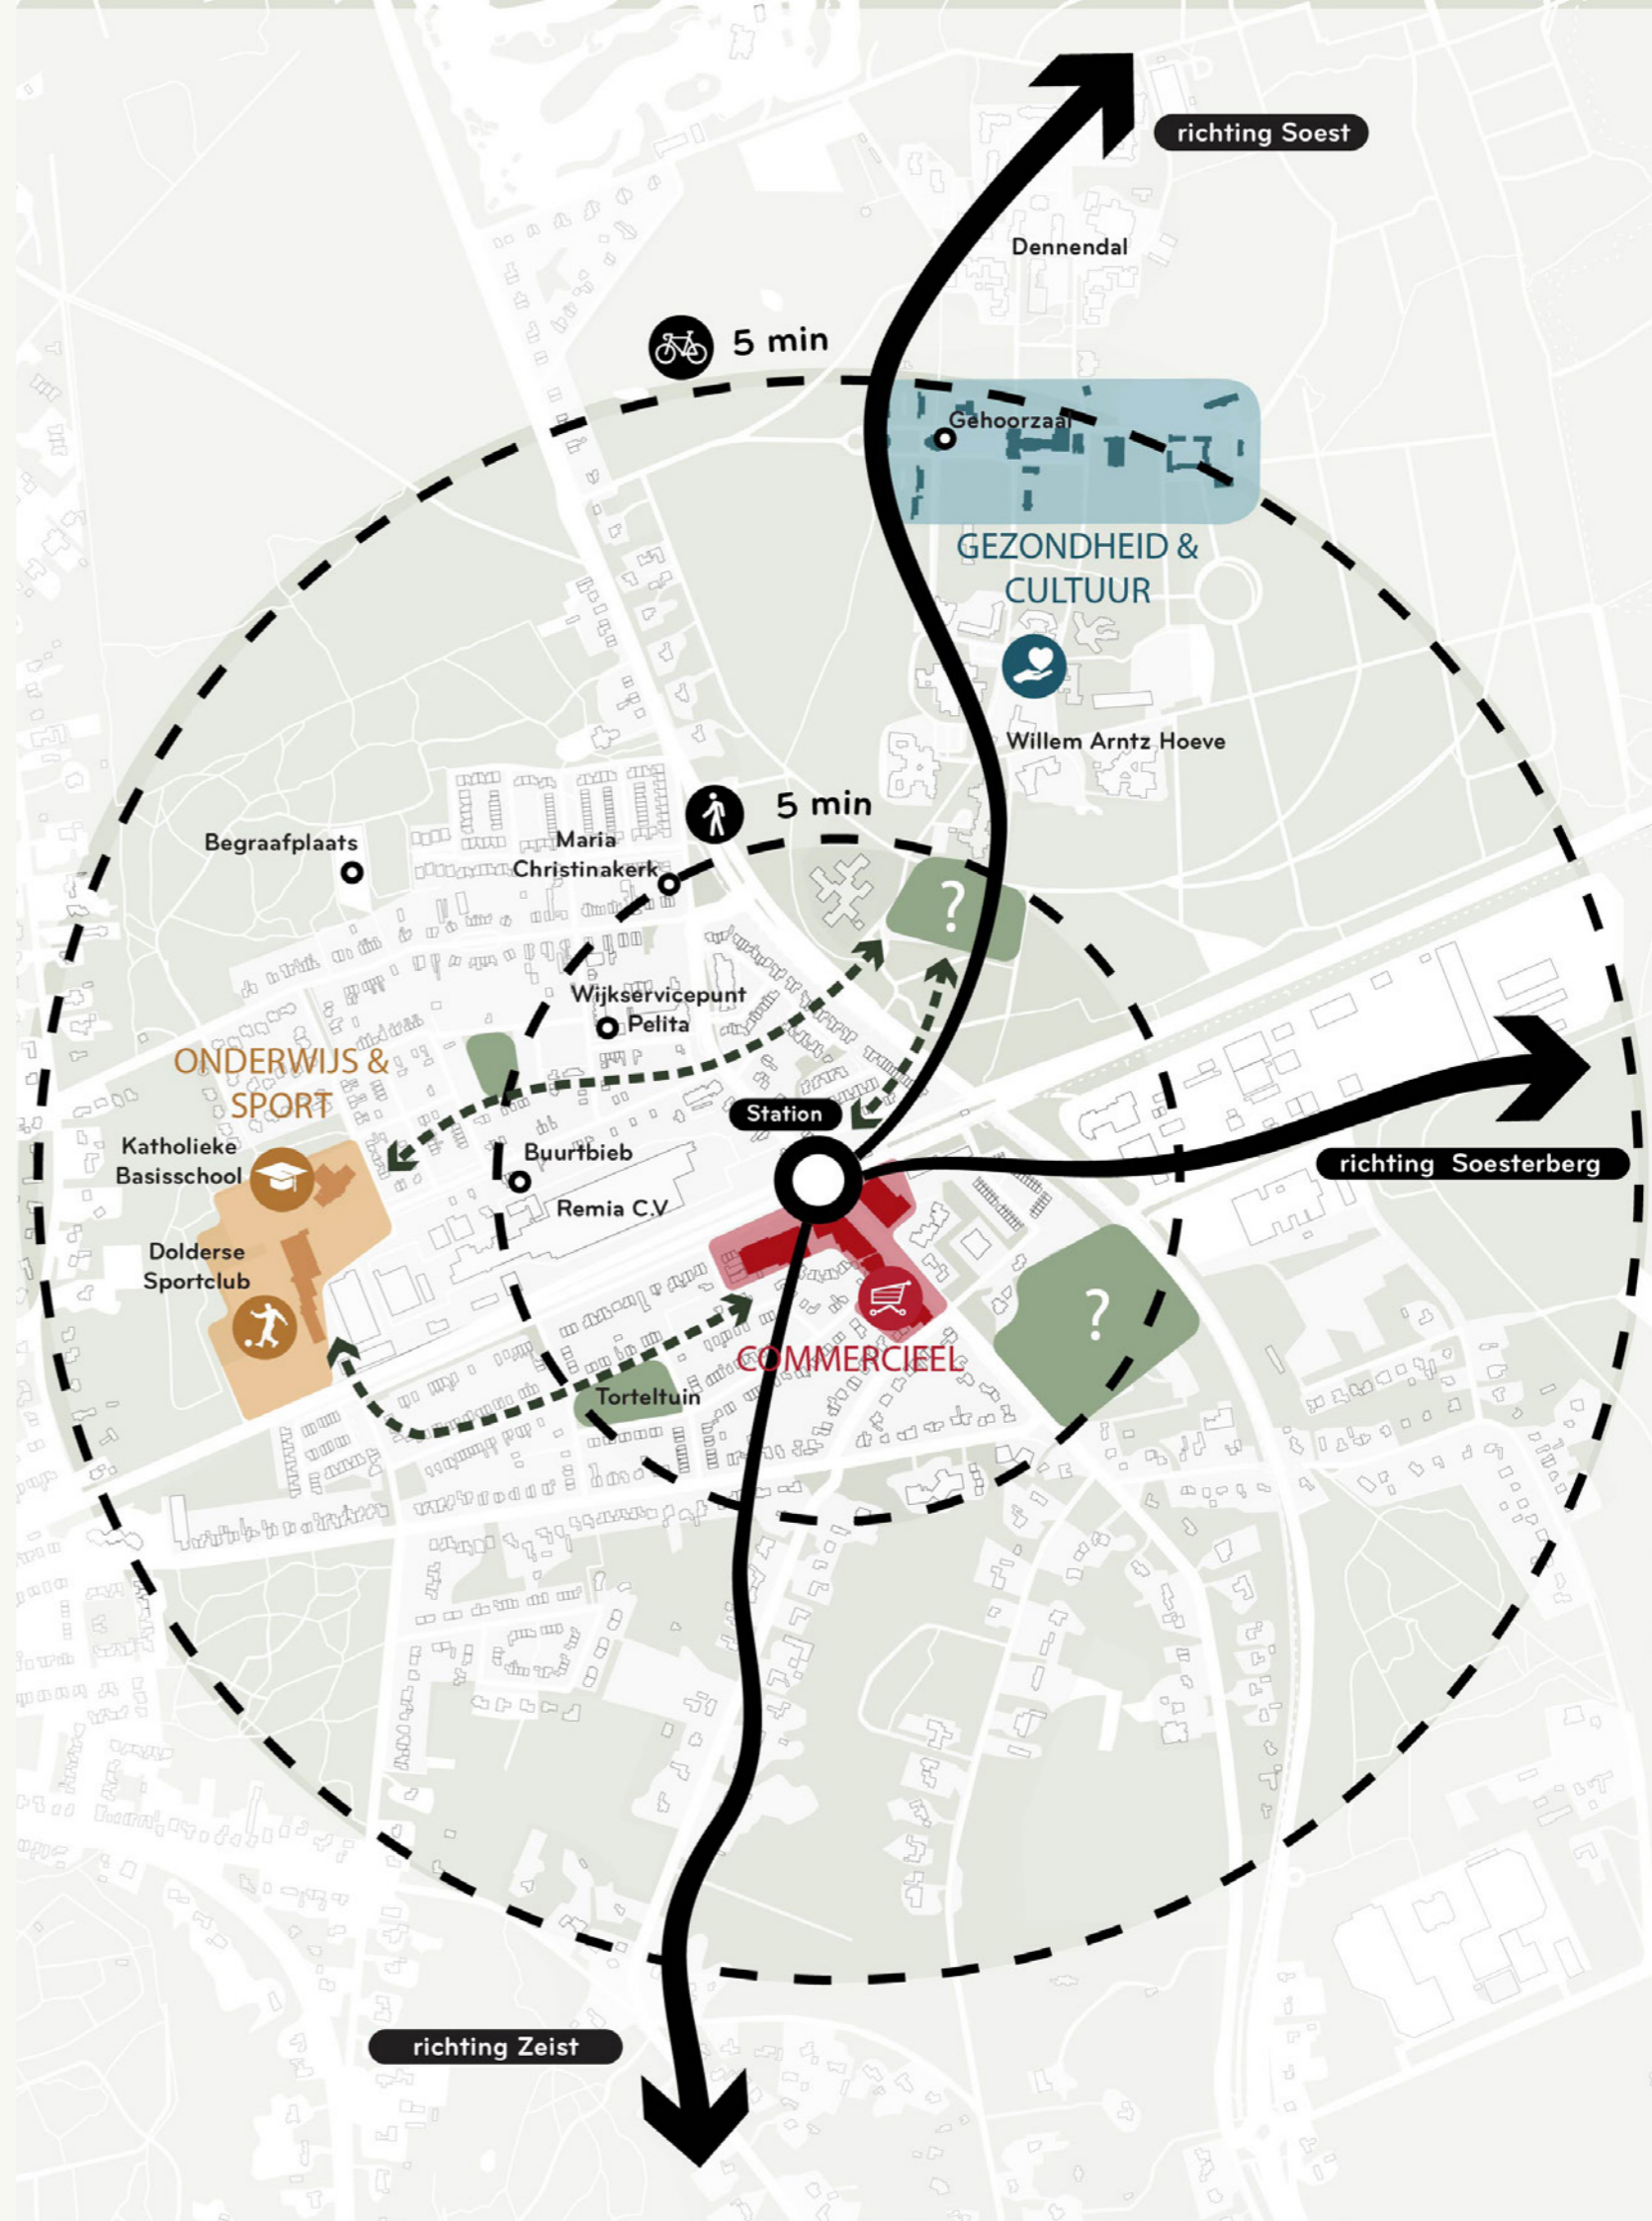 richting Soest
Dennendal
5 min
Gehoorzaal
GEZONDHEID &
CULTUUR
Willem Arntz Hoeve
5 min
Begraafplaats
Maria
Christinakerk
?
Wijkservicepunt
Pelita
ONDERWIJS &
SPORT
Station
Katholieke
Basisschool
Buurtbieb
richting Soesterberg
Remia C.V
Dolderse
Sportclub
?
COMMERCIEEL
Torteltuin
richting Zeist